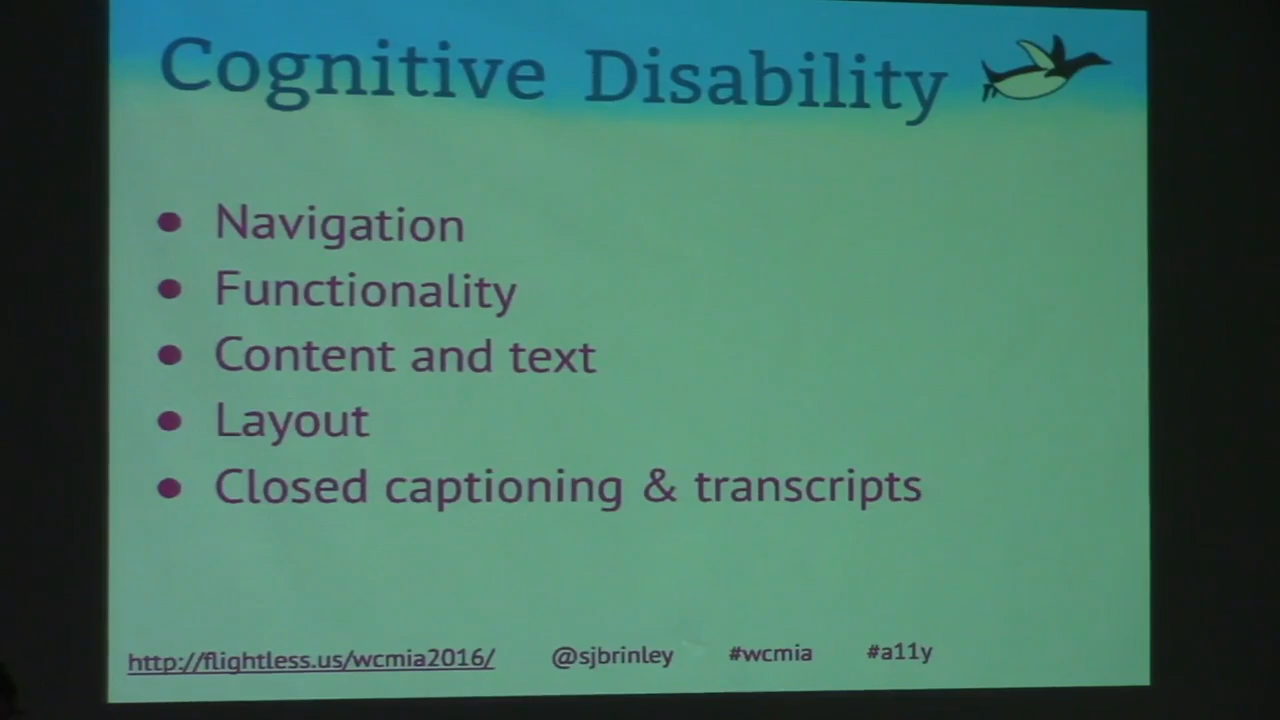 Cognitive Disability
● Navigation
● Functionality
● Content and text
● Layout
● Closed captioning & transcripts
http://flightless.us/wcmia2016/ @sjbrinley #wcmia #a11y